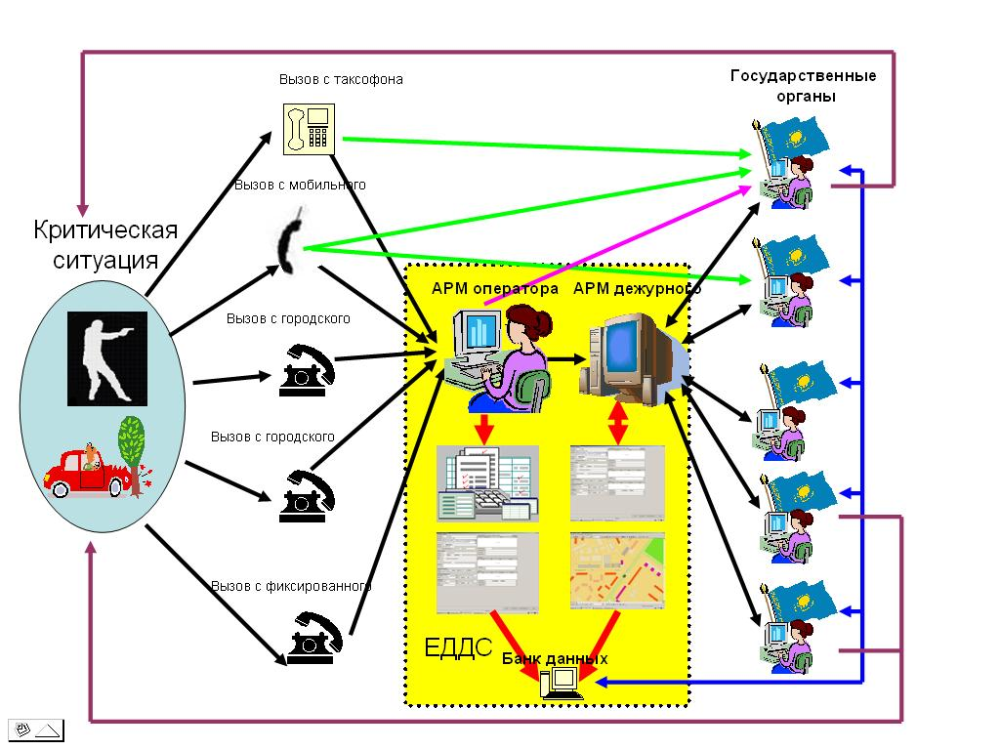 Вызов с таксофона
Государственные
органы
Вызов с мобильного
Критическая
ситуация
АРМ оператора
АРМ дежурного
Вызов с городского
Вызов с городского
Вызов с фиксированного
ЕДДС
Банк данных